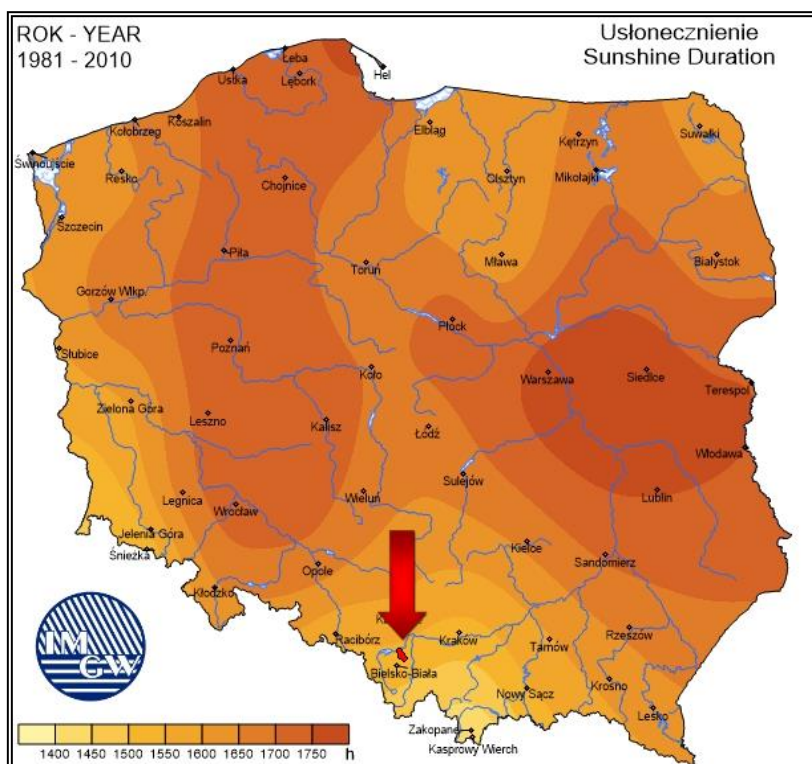 ROK - YEAR
1981 - 2010
Usłonecznienie
Sunshine Duration
Łeba
Hel
Ustka
Lębork
Koszalin
Kołobrzeg
Elbląg
Kętrzyn
Suwałki
Świnoujście
Resko
Chojnice
Olsztyn
Mikołajki
Szczecin
Piła
Toruń
Mława
Białystok
Gorzów Wlkp.
Płock
Słubice
Poznań
Koło
Warszawa
Siedlce
Terespol
Zielona Góra
Leszno
Kalisz
Łódź
Włodawa
Sulejów
Legnica
Wrocław
Wieluń
Lublin
Jelenia Góra
Śnieżka
Kielce
Opole
Sandomierz
Kłodzko
K
Racibórz
Kraków
Tarnów
Rzeszów
Bielsko-Biała
Nowy Sącz
Krosno
Lesko
Zakopane
Kasprowy Wierch
IM
GW
1400 1450 1500 1550 1600 1650 1700 1750 h